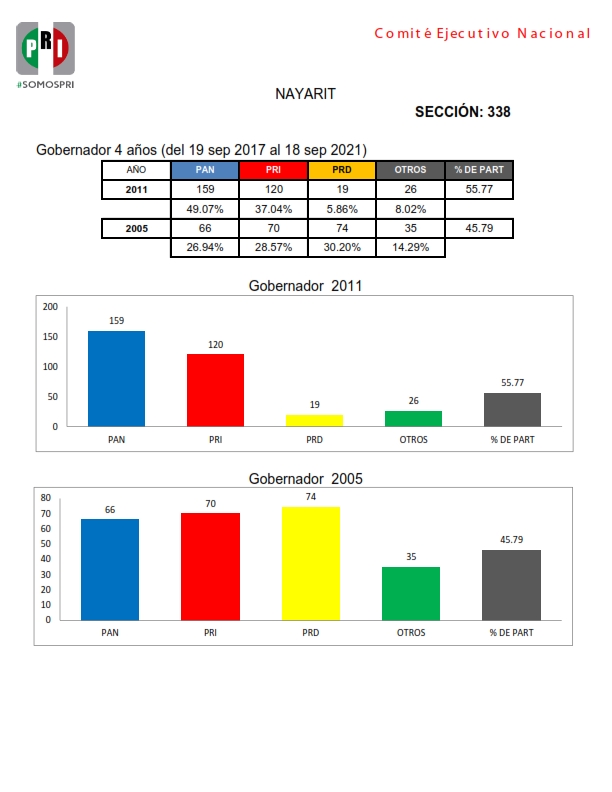 Comité Ejecutivo Nacional
PRI
#SOMOSPRI
NAYARIT
SECCIÓN: 338
Gobernador 4 años (del 19 sep 2017 al 18 sep 2021)
AÑO PAN PRI PRD OTROS % DE PART
2011 159 120 19 26 55.77
49.07% 37.04% 5.86% 8.02%
2005 66 70 74 35 45.79
26.94% 28.57% 30.20% 14.29%
Gobernador 2011
200
150
100
50
0
159
120
19
26
55.77
PAN PRI PRD OTROS % DE PART
Gobernador 2005
80
70
60
50
40
30
20
10
0
66
70
74
35
45.79
PAN PRI PRD OTROS % DE PART